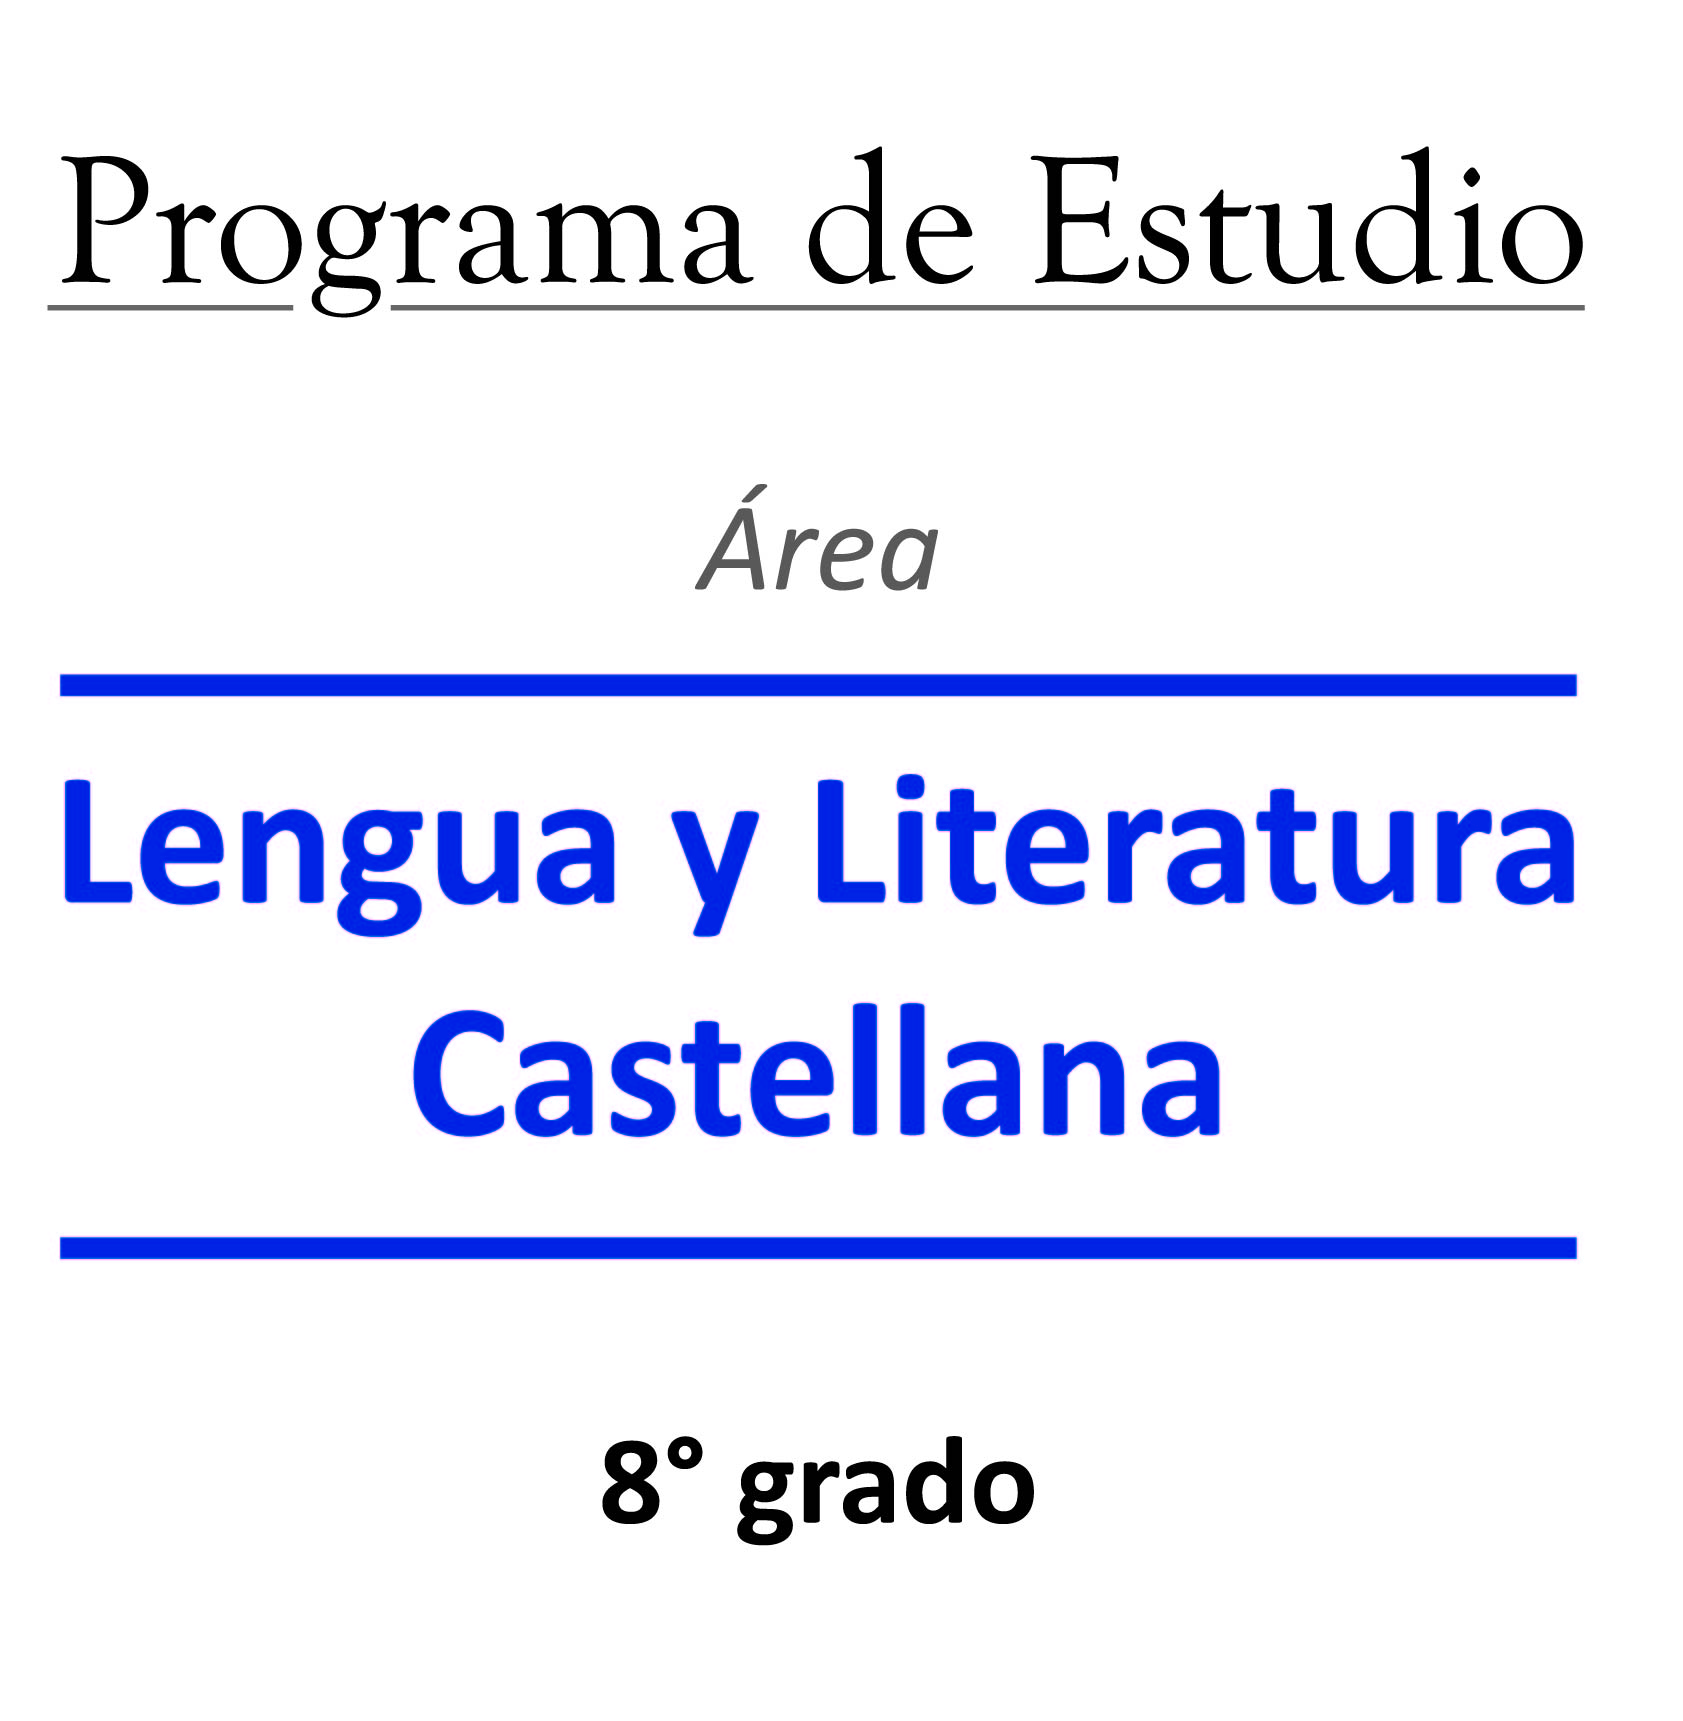 Programa de Estudio
Área
Lengua y Literatura
Castellana
8° grado